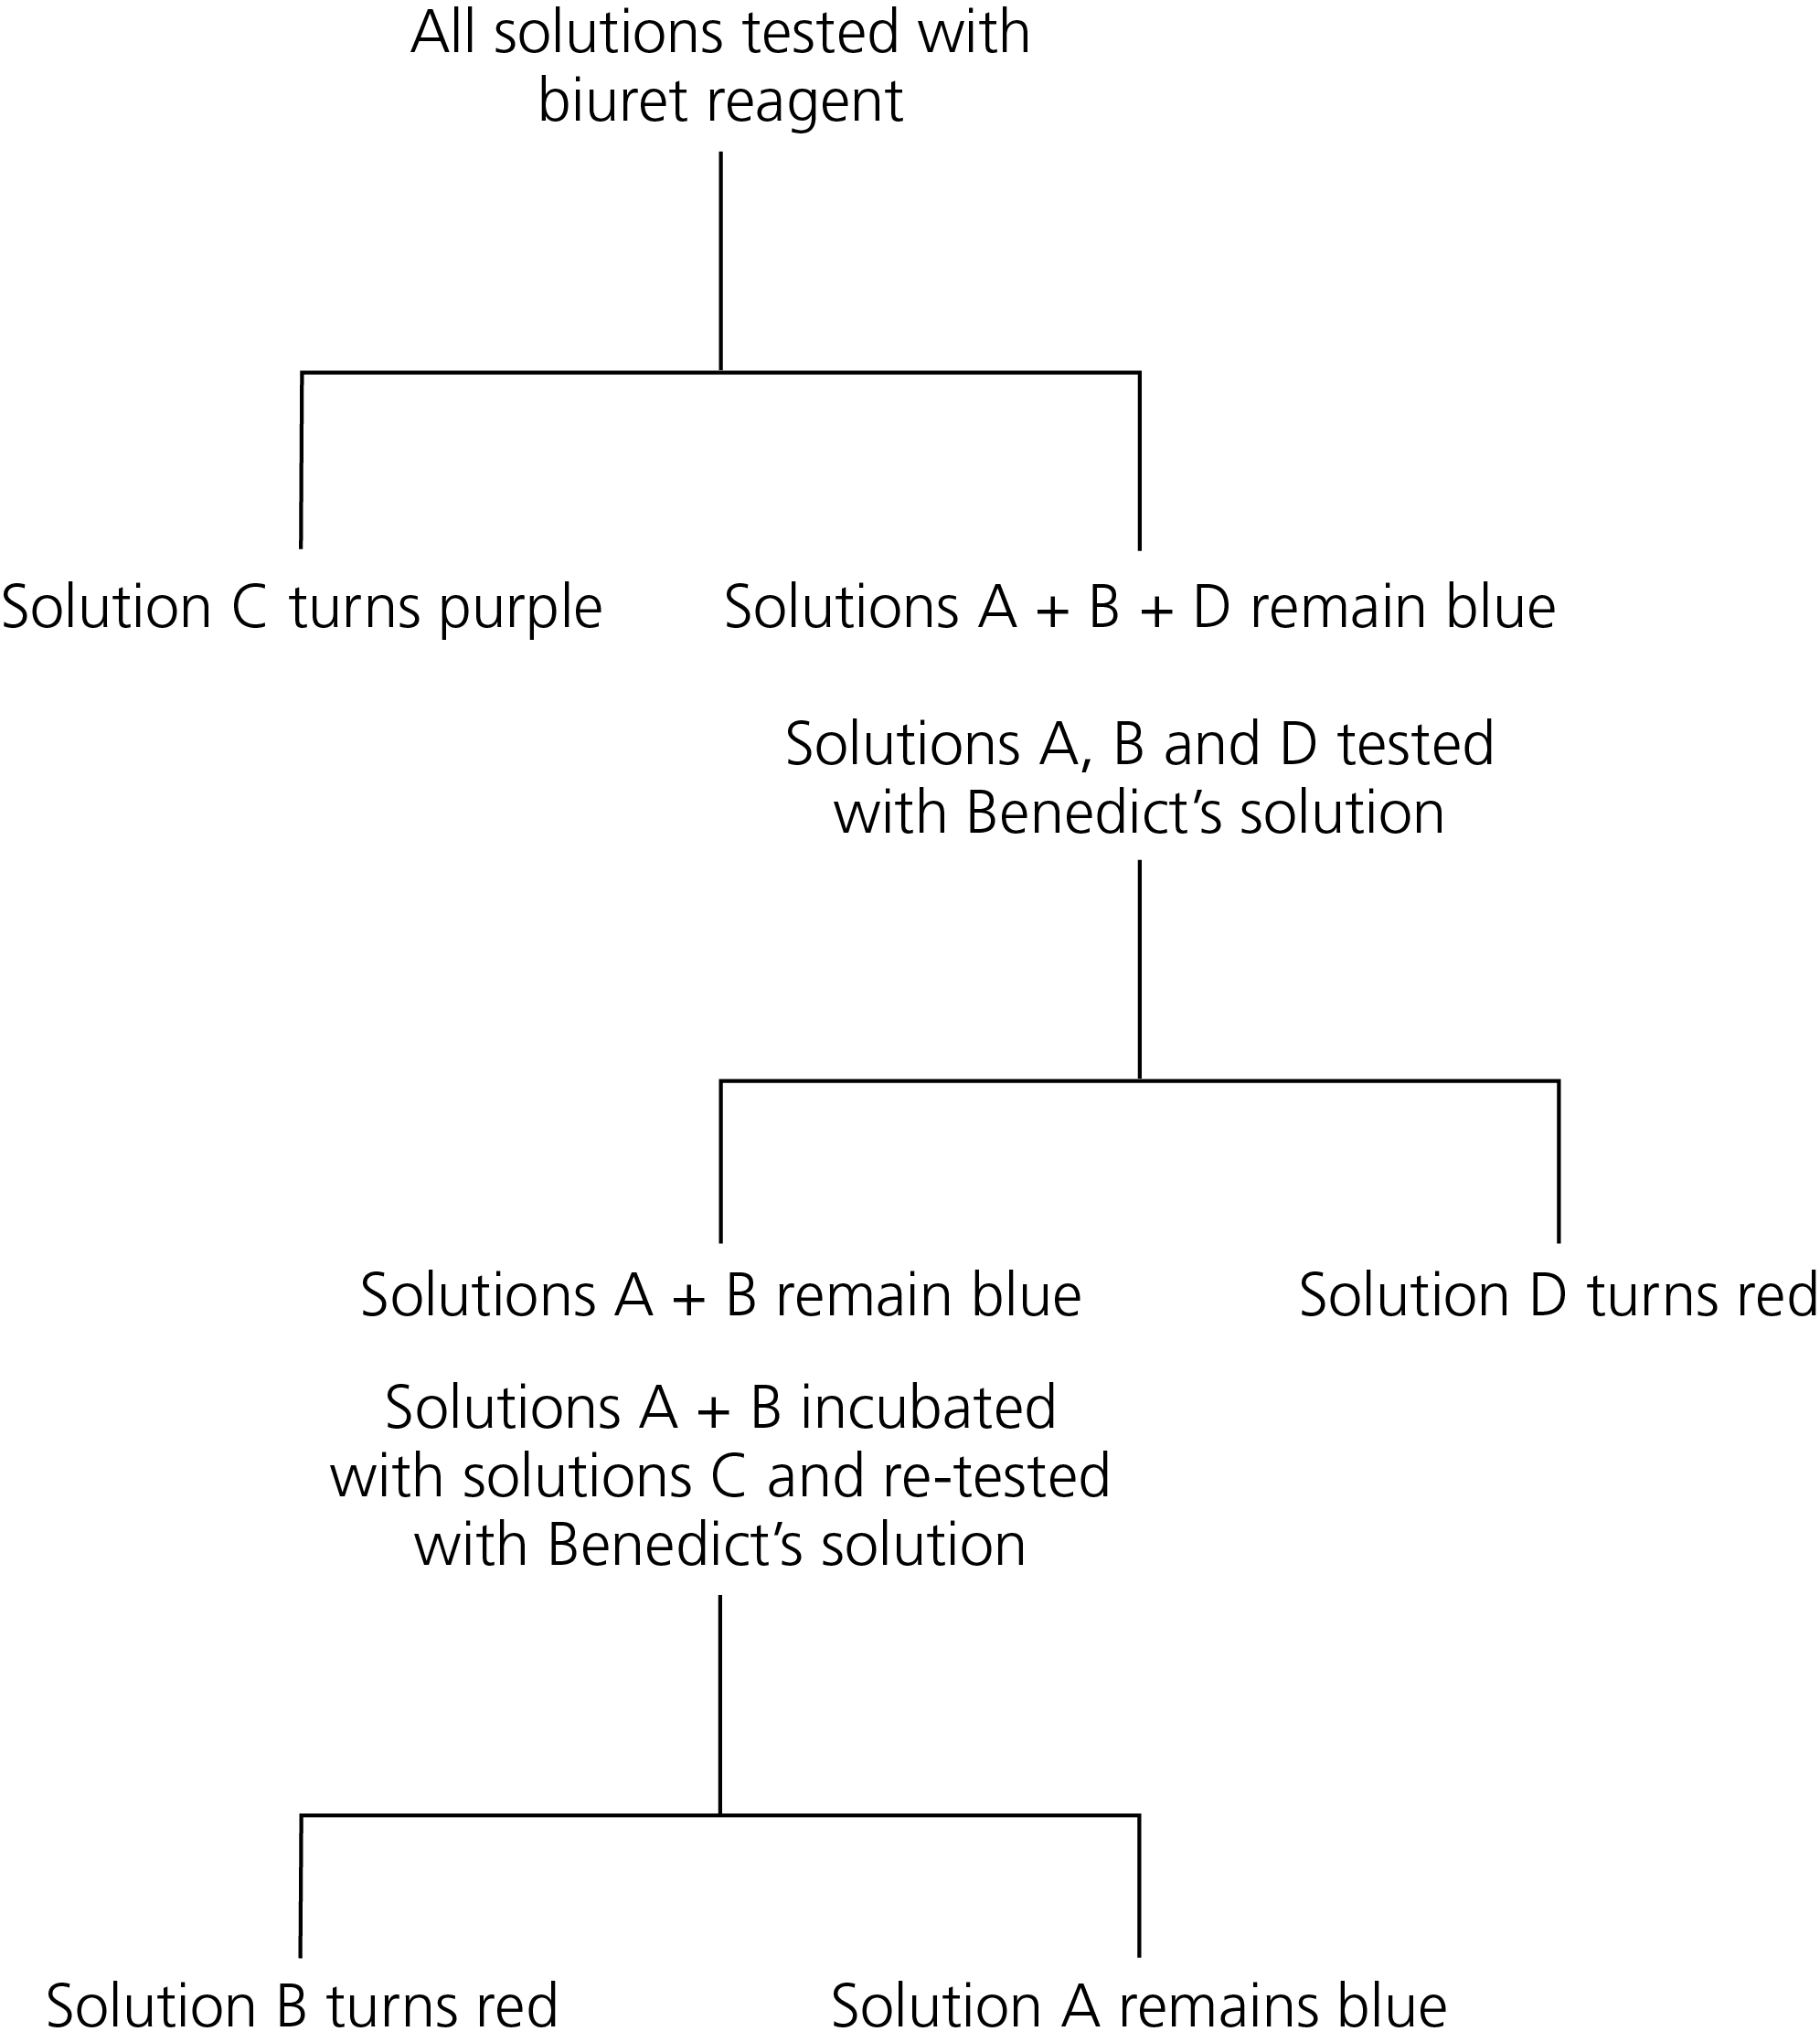 All solutions tested with
biuret reagent
Solution C turns purple
Solutions A + B + D remain blue
Solutions A, B and D tested
with Benedict’s solution
Solutions A + B remain blue
Solution D turns red
Solutions A + B incubated
with solutions C and re-tested
with Benedict’s solution
Solution B turns red
Solution A remains blue